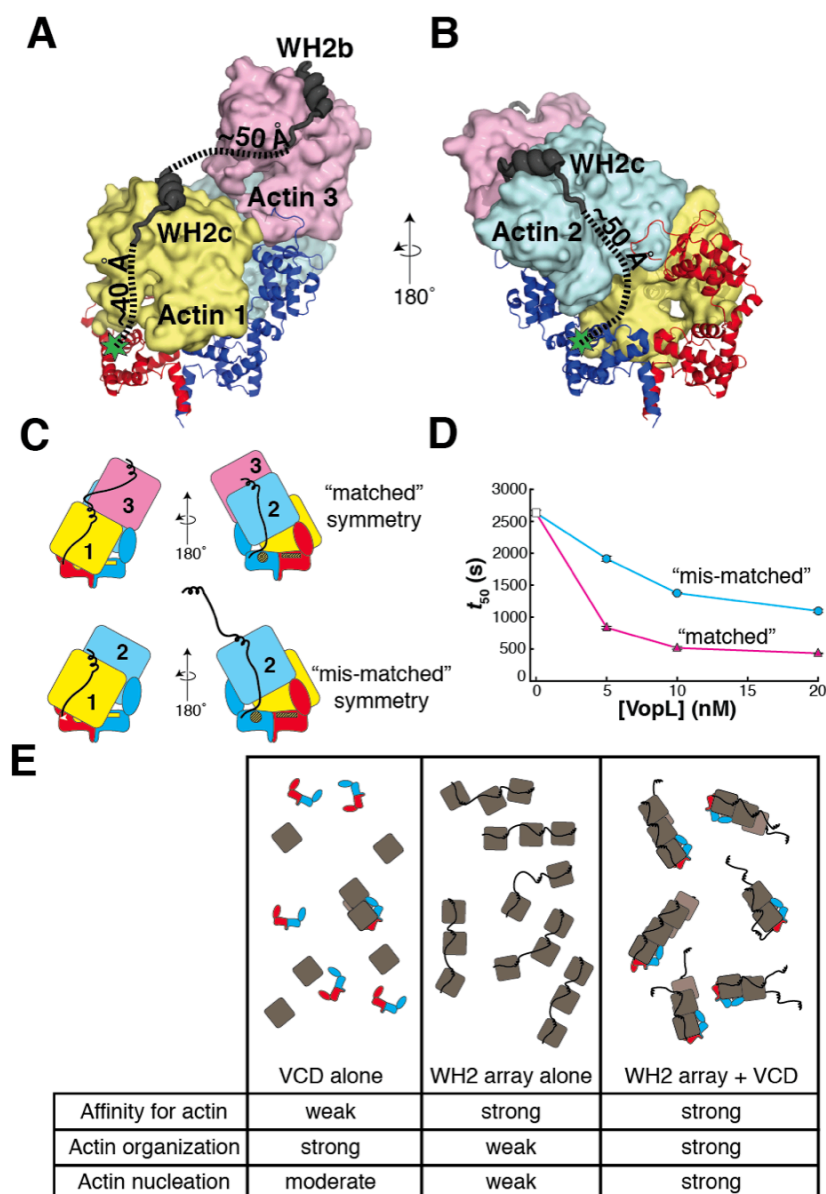 A
WH2b
~50 Å
WH2c
Actin 3
~40 Å
Actin 1
180°
B
WH2c
Actin 2
~50 Å
C
3
1
180°
3
2
"matched"
symmetry
2
1
180°
2
"mis-matched"
symmetry
D
3000
2500
2000
1500
1000
500
0
t50 (s)
"mis-matched"
"matched"
0 5 10 15 20
[VopL] (nM)
E
VCD alone WH2 array alone WH2 array + VCD
Affinity for actin weak strong strong
Actin organization strong weak strong
Actin nucleation moderate weak strong